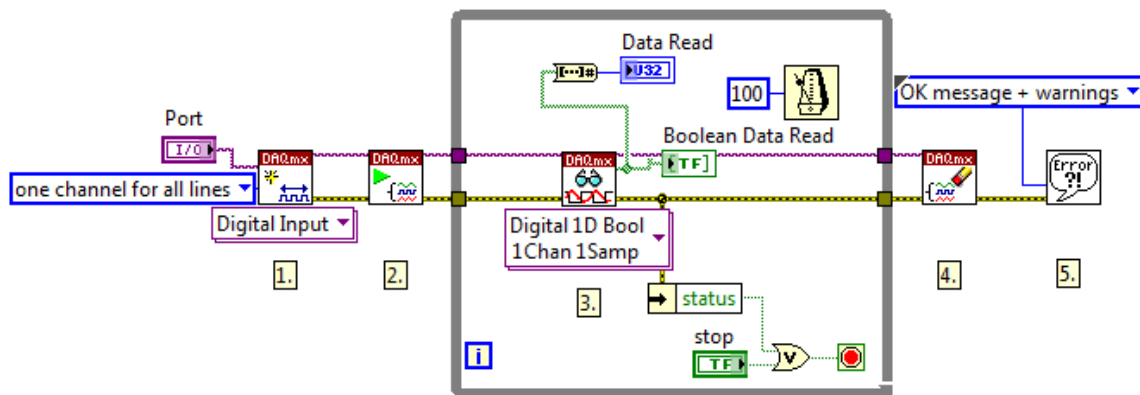 Data Read
[...]#
U32
100
OK message + warnings
Port
I/O
Boolean Data Read
TF]
DAQmx
DAQmx
DAQmx
DAQmx
Error
?!
one channel for all lines
Digital Input
Digital 1D Bool
1Chan 1Samp
1.
2.
3.
4.
5.
status
stop
TF
V
i